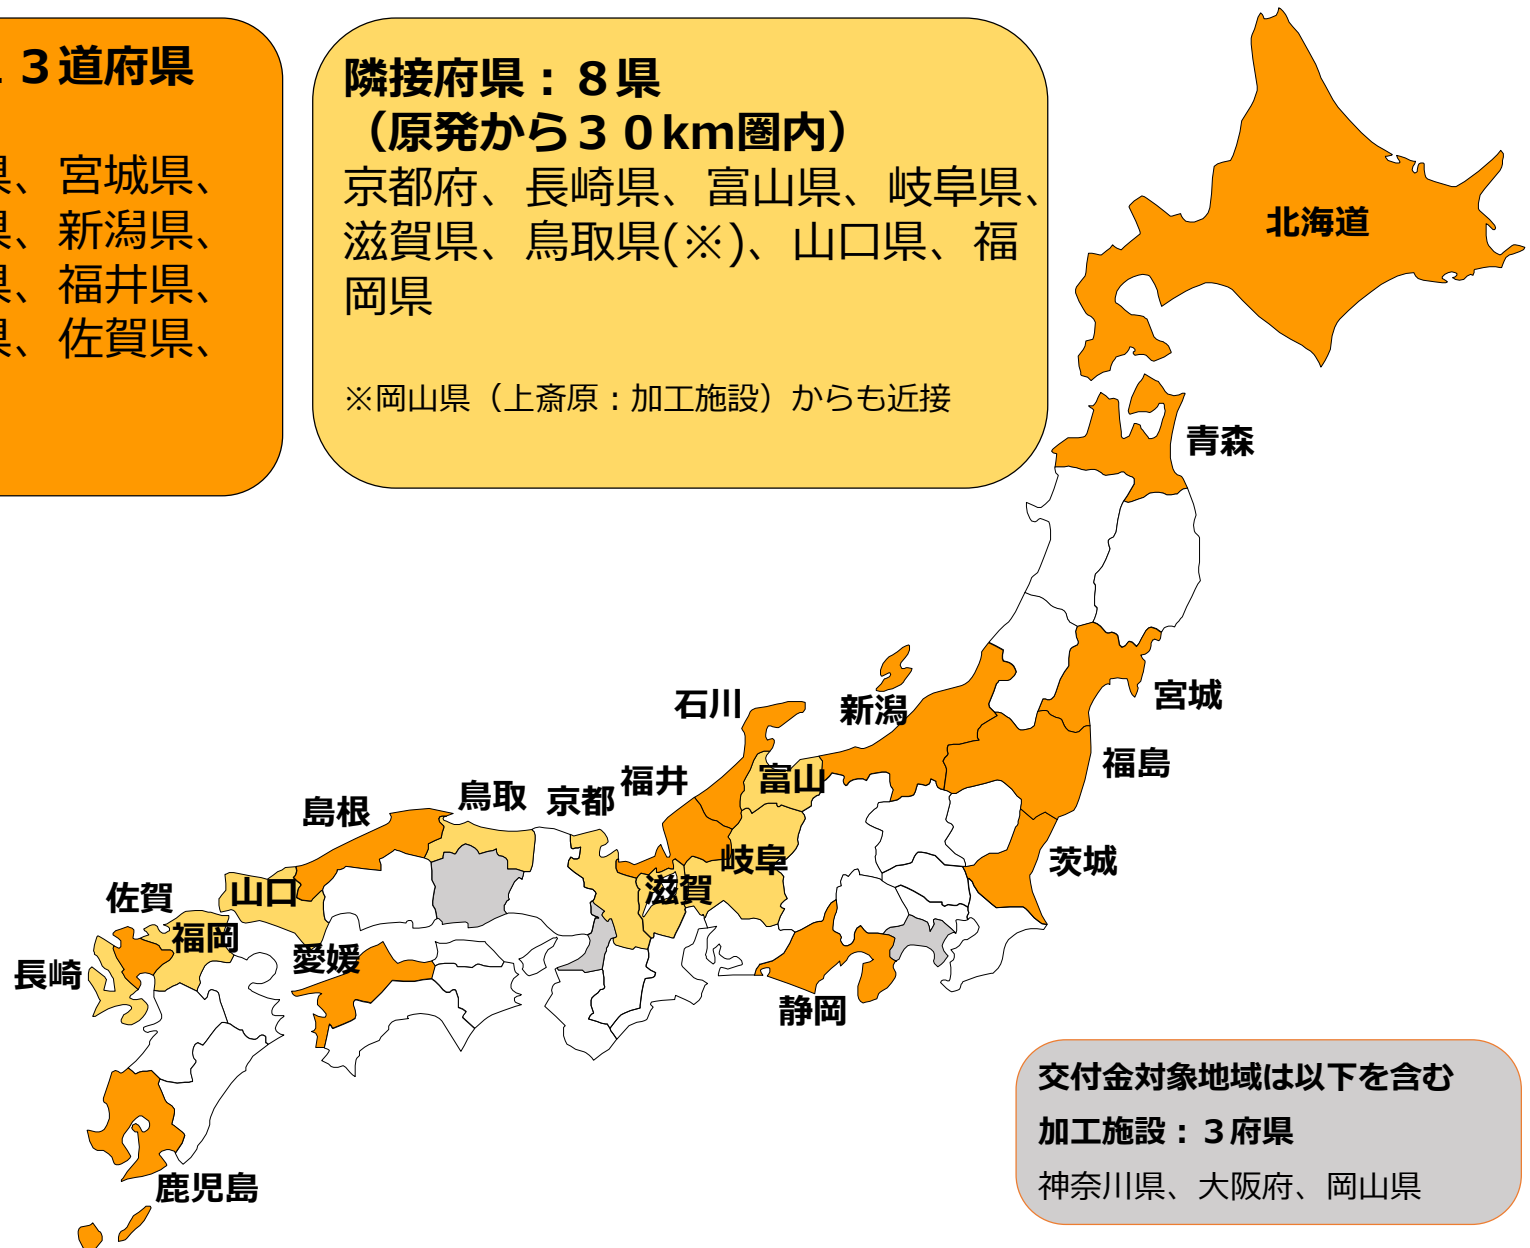 ３道府県
県、宮城県、
県、新潟県、
県、福井県、
県、佐賀県、
隣接府県：８県
（原発から３０km圏内）
京都府、長崎県、富山県、岐阜県、
滋賀県、鳥取県(※)、山口県、福
岡県
※岡山県（上斎原：加工施設）からも近接
北海道
青森
宮城
石川
新潟
福島
福井
富山
鳥取
京都
島根
岐阜
茨城
滋賀
山口
佐賀
福岡
愛媛
長崎
静岡
鹿児島
交付金対象地域は以下を含む
加工施設：３府県
神奈川県、大阪府、岡山県